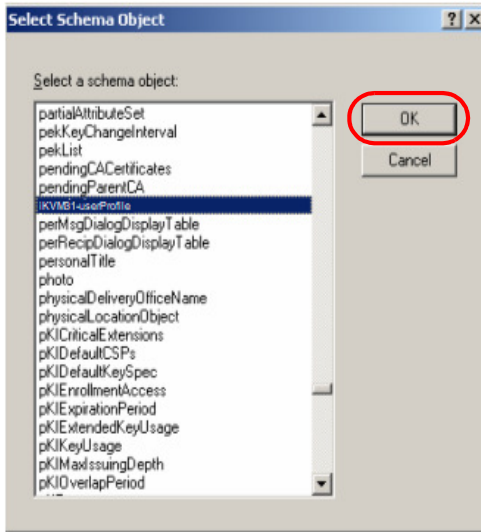 Select Schema Object
Select a schema object:
partialAttributeSet
pekKeyChangeInterval
pekList
pendingCACertificates
pendingParentCA
iKVM31-userProfile
perMsgDialogDisplayTable
perRecipDialogDisplayTable
personalTitle
photo
physicalDeliveryOfficeName
physicalLocationObject
pKICriticalExtensions
pKIDefaultCSPs
pKIDefaultKeySpec
pKIEnrollmentAccess
pKIExpirationPeriod
pKIExtendedKeyUsage
pKIKeyUsage
pKIMaxIssuingDepth
pKIOverlapPeriod
OK
Cancel